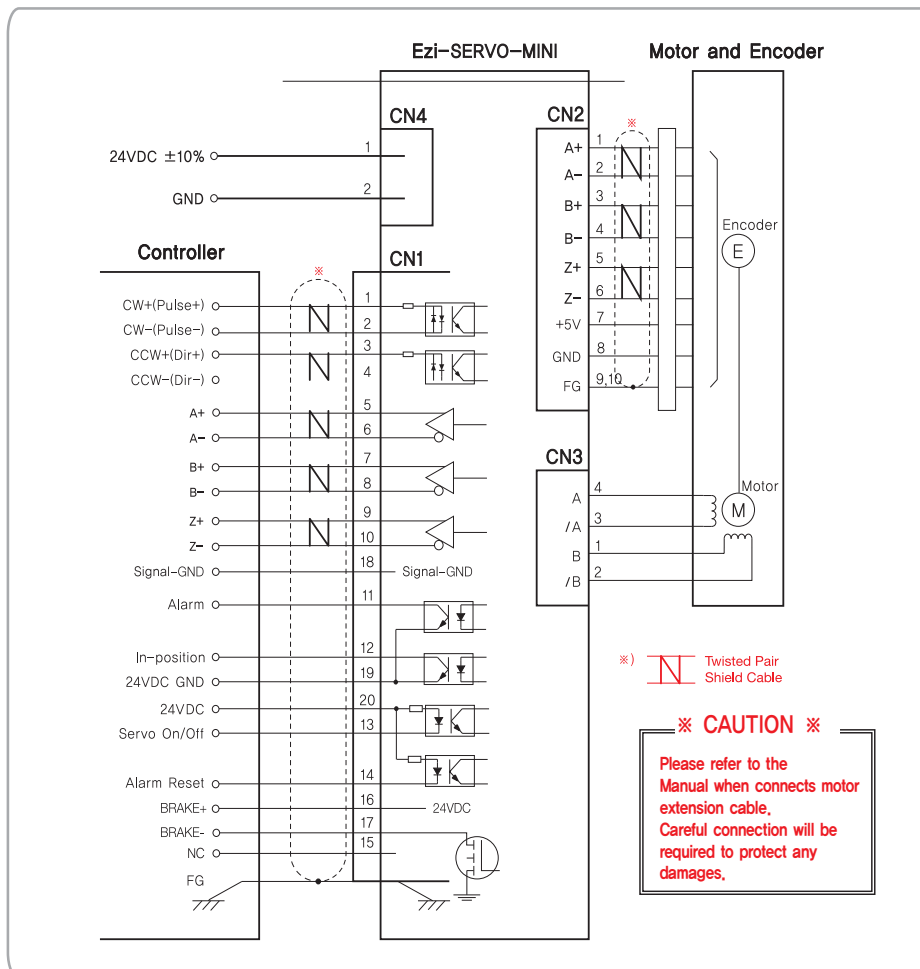 Ezi-SERVO-MINI
Motor and Encoder
CN4
24VDC ±10%
1
GND
2
CN2
※
A+ 1
A- 2
B+ 3
B- 4
Z+ 5
Z- 6
+5V 7
GND 8
FG 9,10
Encoder
E
Controller
※
CN1
CW+(Pulse+) 1
CW-(Pulse-) 2
CCW+(Dir+) 3
CCW-(Dir-) 4
A+ 5
A- 6
B+ 7
B- 8
Z+ 9
Z- 10
Signal-GND 18 Signal-GND
Alarm 11
In-position 12
24VDC GND 19
24VDC 20
Servo On/Off 13
Alarm Reset 14
BRAKE+ 16 24VDC
BRAKE- 17
NC 15
FG
CN3
A 4
/A 3
B 1
/B 2
Motor
M
※)
Twisted Pair
Shield Cable
※ CAUTION ※
Please refer to the
Manual when connects motor
extension cable.
Careful connection will be
required to protect any
damages.